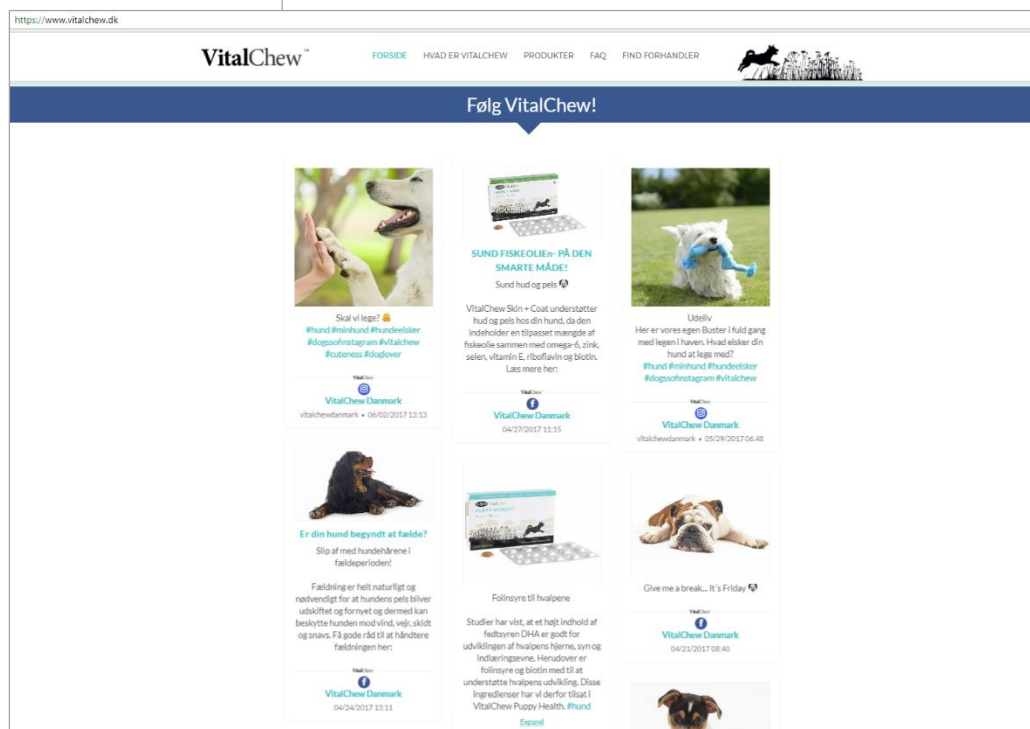 https://www.vitalchew.dk
VitalChew™
FORSIDE HVAD ER VITALCHEW PRODUKTER FAQ FIND FORHANDLER
Følg VitalChew!
Skal vi lege?
#hund #minhund #hundeelsker
#dogssofinstagram #vitalchew
#cuteness #doglover
VitalChew
VitalChew Danmark
vitalchewdanmark • 06/02/2017 13:13
Er din hund begyndt at fælde?
Slip af med hundehårene i
fældeperioden!
Fældning er helt naturligt og
nødvendigt for at hundens pels bliver
udskiftet og fornyet og dermed kan
beskytte hunden mod vind, vejr, skidt
og snavs. Få gode råd til at håndtere
fældningen her:
VitalChew
VitalChew Danmark
04/24/2017 13:11
SUND FISKEOLIEn- PÅ DEN
SMARTE MÅDE!
Sund hud og pels
VitalChew Skin + Coat understøtter
hud og pels hos din hund, da den
indeholder en tilpasset mængde af
fiskeolie sammen med omega-6, zink,
selen, vitamin E, riboflavin og biotin.
Læs mere her:
VitalChew
VitalChew Danmark
04/27/2017 11:15
PUPPY HEALTH
Folinsyre til hvalpene
Studier har vist, at et højt indhold af
fedtsyren DHA er godt for
udviklingen af hvalpens hjerne, syn og
indlæringsevne. Herudover er
folinsyre og biotin med til at
understøtte hvalpens udvikling. Disse
ingredienser har vi derfor tilsat i
VitalChew Puppy Health. #hund
Expand
Udeliv
Her er vores egen Buster i fuld gang
med legen i haven. Hvad elsker din
hund at lege med?
#hund #minhund #hundeelsker
#dogssofinstagram #vitalchew
VitalChew
VitalChew Danmark
vitalchewdanmark • 05/29/2017 06:48
Give me a break... It´s Friday
VitalChew
VitalChew Danmark
04/21/2017 08:40